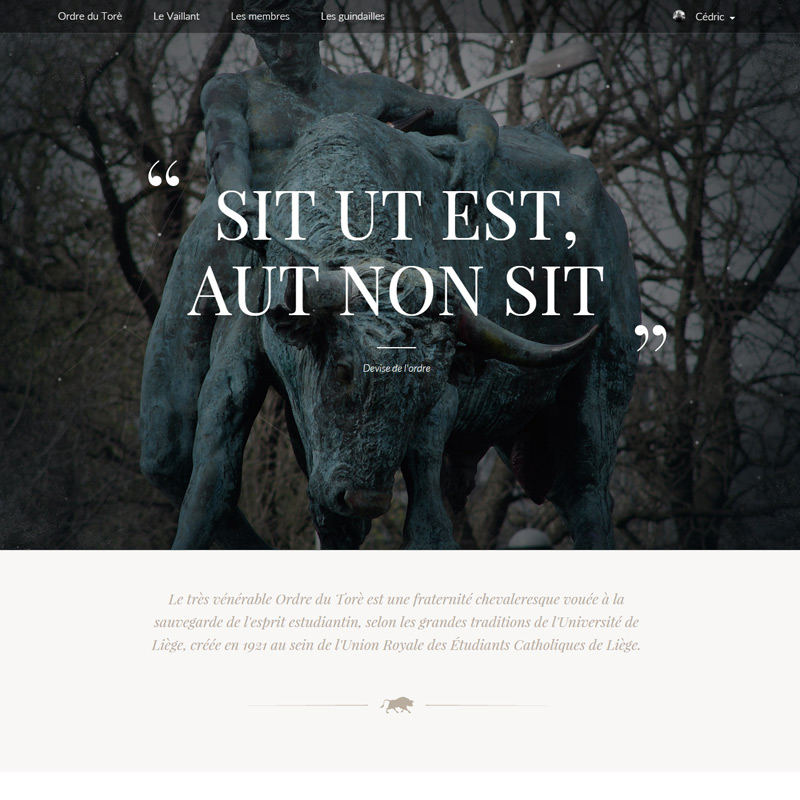 Ordre du Torè Le Vaillant Les membres Les guindailles Cédric
“
SIT UT EST,
AUT NON SIT
”
Devise de l'ordre
Le très vénérable Ordre du Torè est une fraternité chevaleresque vouée à la
sauvegarde de l'esprit estudiantin, selon les grandes traditions de l'Université de
Liège, créée en 1921 au sein de l'Union Royale des Étudiants Catholiques de Liège.